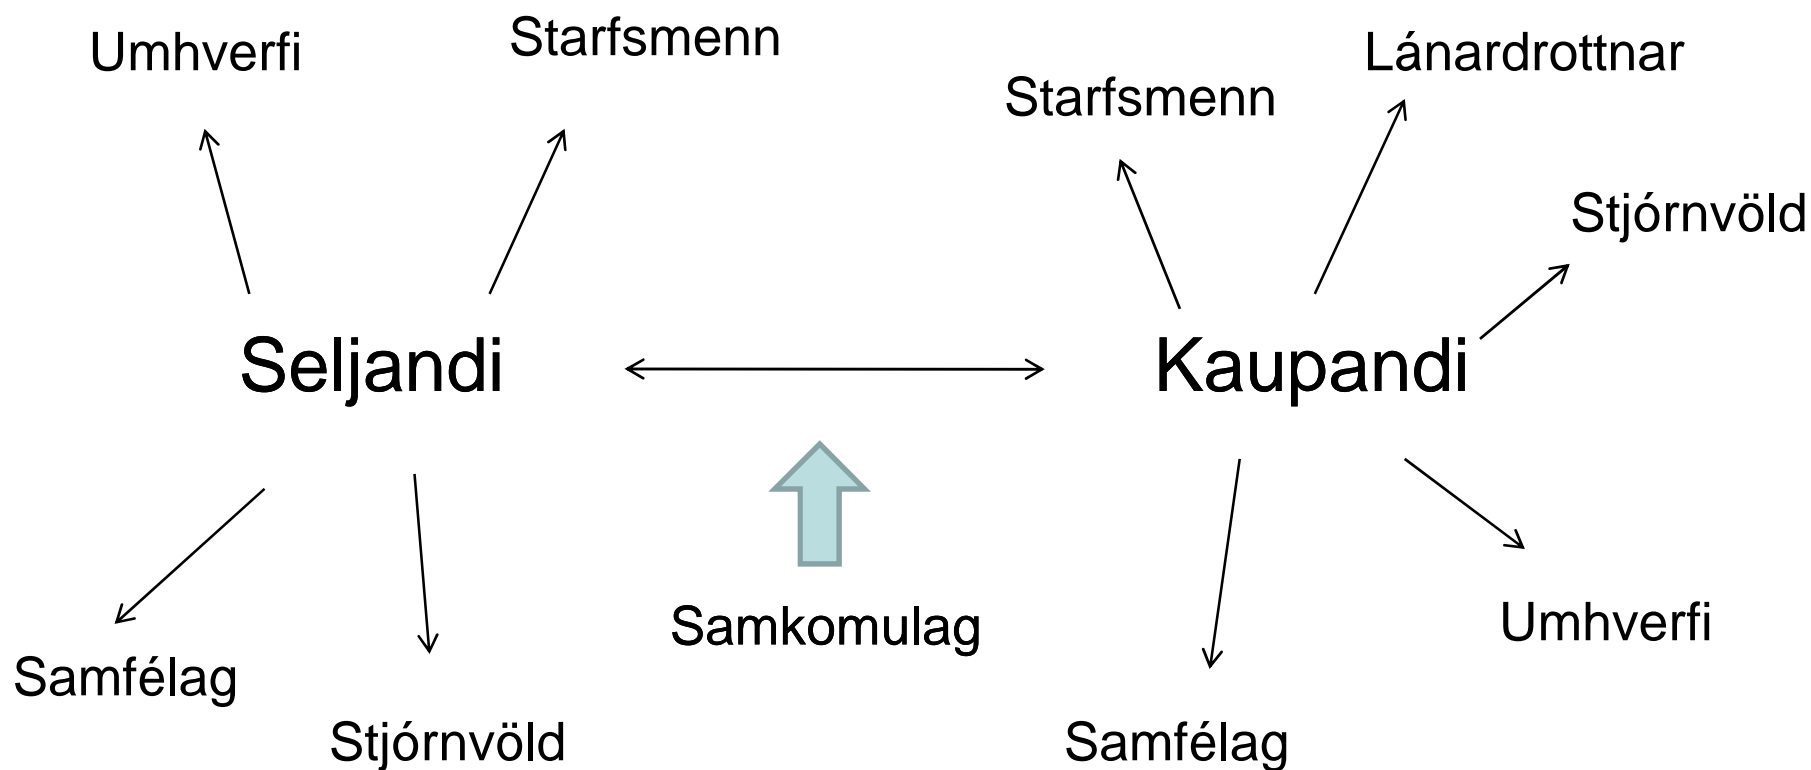 Umhverfi
Starfsmenn
Lánardrottnar
Starfsmenn
Stjórnvöld
Seljandi
Kaupandi
Samkomulag
Umhverfi
Samfélag
Stjórnvöld
Samfélag